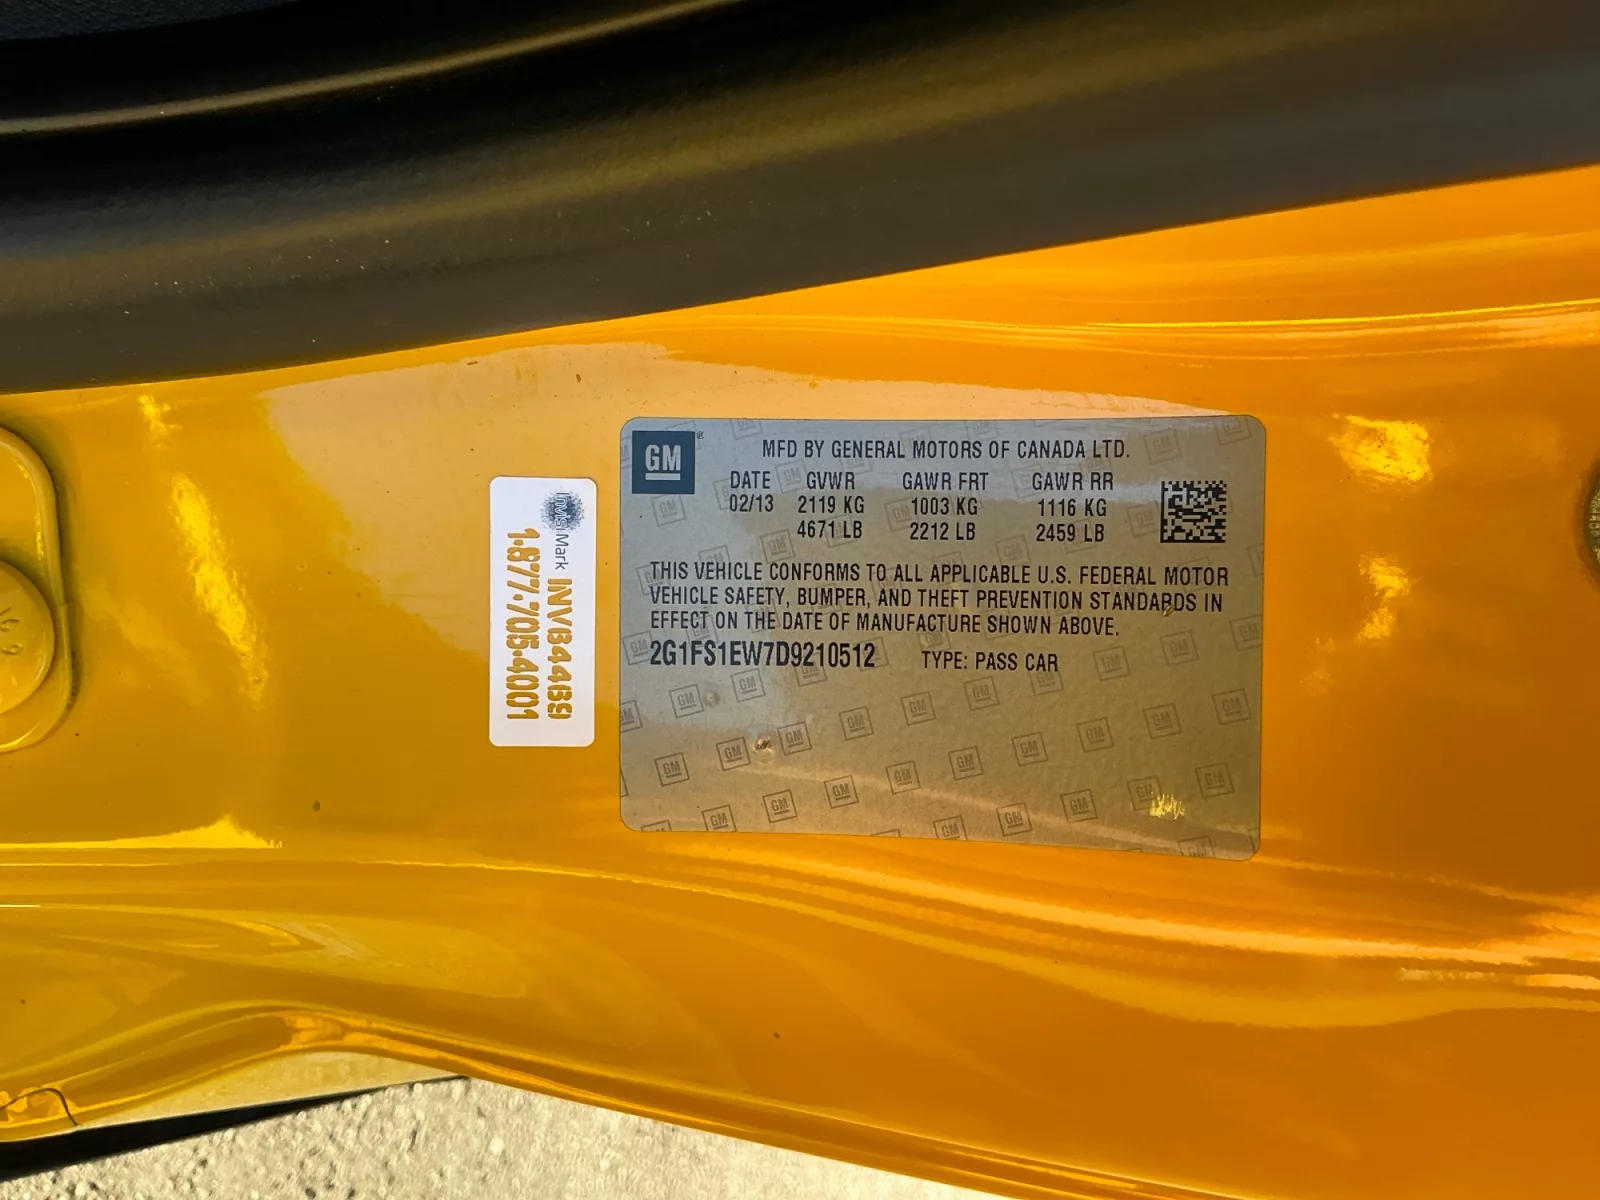 GM
MFD BY GENERAL MOTORS OF CANADA LTD.
DATE GVWR GAWR FRT GAWR RR
02/13 2119 KG 1003 KG 1116 KG
4671 LB 2212 LB 2459 LB
THIS VEHICLE CONFORMS TO ALL APPLICABLE U.S. FEDERAL MOTOR
VEHICLE SAFETY, BUMPER, AND THEFT PREVENTION STANDARDS IN
EFFECT ON THE DATE OF MANUFACTURE SHOWN ABOVE.
2G1FS1EW7D9210512 TYPE: PASS CAR
InVisiMark
1-877-705-4001